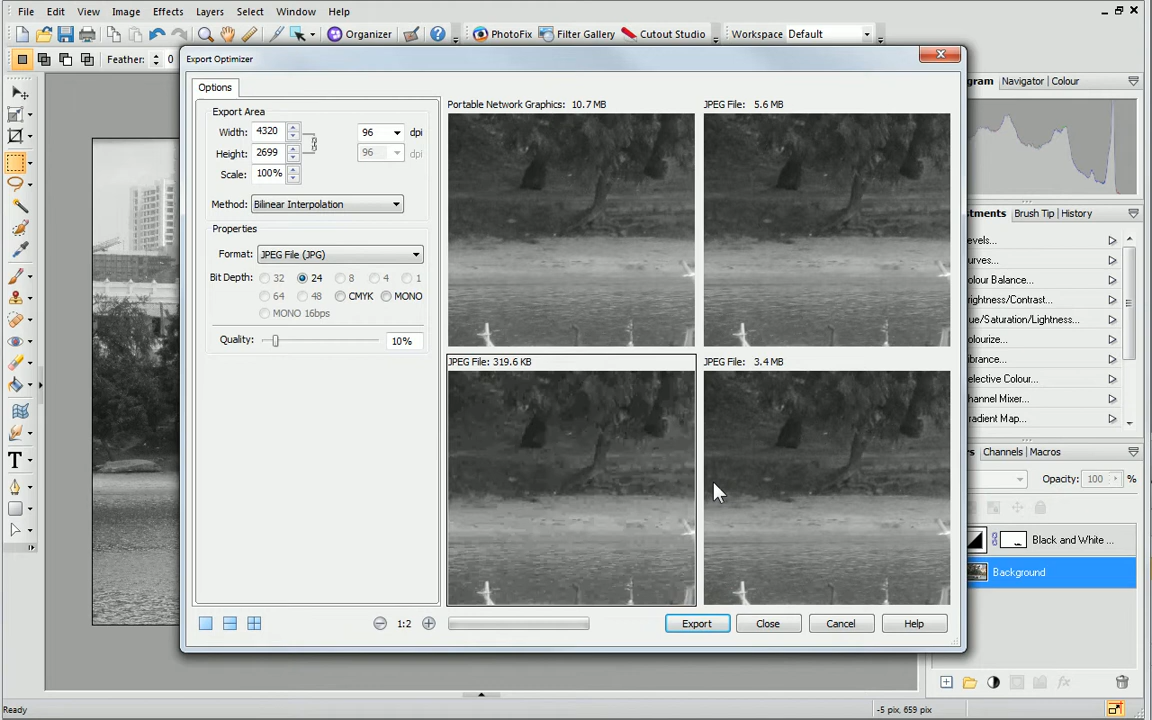 File Edit View Image Effects Layers Select Window Help
Organizer PhotoFix Filter Gallery Cutout Studio Workspace Default
Feather: 0
Export Optimizer
Options
Export Area
Width: 4320 96 dpi
Height: 2699 96 dpi
Scale: 100%
Method: Bilinear Interpolation
Properties
Format: JPEG File (JPG)
Bit Depth: 32 24 8 4 1
64 48 CMYK MONO
MONO 16bps
Quality: 10%
Portable Network Graphics: 10.7 MB
JPEG File: 5.6 MB
JPEG File: 319.6 KB
JPEG File: 3.4 MB
1:2
Export Close Cancel Help
gram Navigator Colour
stments Brush Tip History
evels...
urves...
olour Balance...
rightness/Contrast...
ue/Saturation/Lightness...
olourize...
ibrance...
elective Colour...
hannel Mixer...
radient Map...
rs Channels Macros
Opacity: 100 %
Black and White ...
Background
Ready
-5 pix, 659 pix